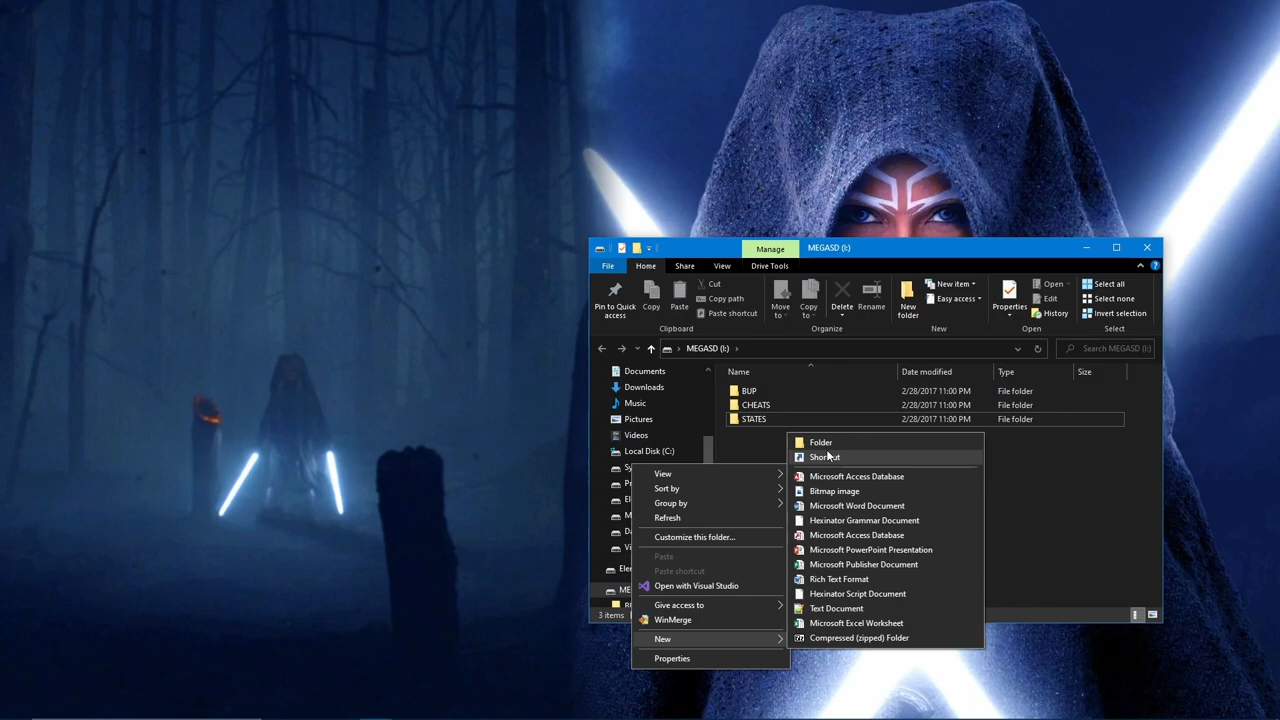 Manage
MEGASD (I:)
File
Home
Share
View
Drive Tools
Pin to Quick access
Copy
Paste
Cut
Copy path
Paste shortcut
Clipboard
Move to
Copy to
Delete
Rename
Organize
New folder
New item
Easy access
New
Properties
Open
Edit
History
Open
Select all
Select none
Invert selection
Select
MEGASD (I:)
Search MEGASD (I:)
Documents
Downloads
Music
Pictures
Videos
Local Disk (C:)
Name
Date modified
Type
Size
BUP 2/28/2017 11:00 PM File folder
CHEATS 2/28/2017 11:00 PM File folder
STATES 2/28/2017 11:00 PM File folder
3 items
View
Sort by
Group by
Refresh
Customize this folder...
Paste
Paste shortcut
Open with Visual Studio
Give access to
WinMerge
New
Properties
Folder
Shortcut
Microsoft Access Database
Bitmap image
Microsoft Word Document
Hexinator Grammar Document
Microsoft Access Database
Microsoft PowerPoint Presentation
Microsoft Publisher Document
Rich Text Format
Hexinator Script Document
Text Document
Microsoft Excel Worksheet
Compressed (zipped) Folder